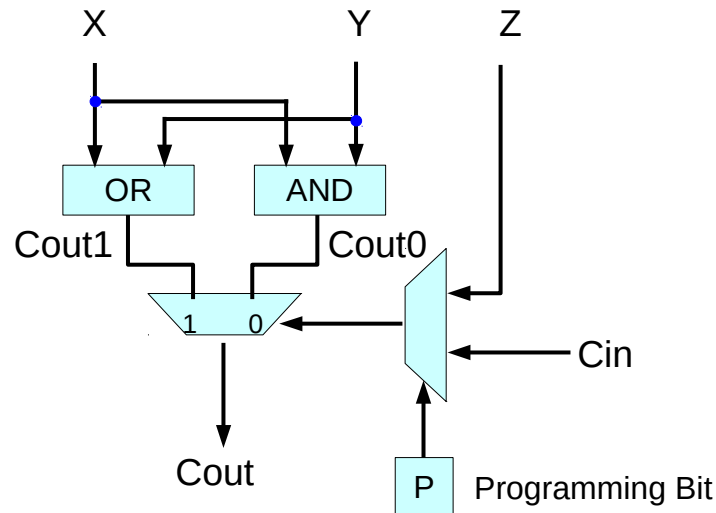 X Y Z
OR AND
Cout1 Cout0
1 0
Cin
Cout
P Programming Bit